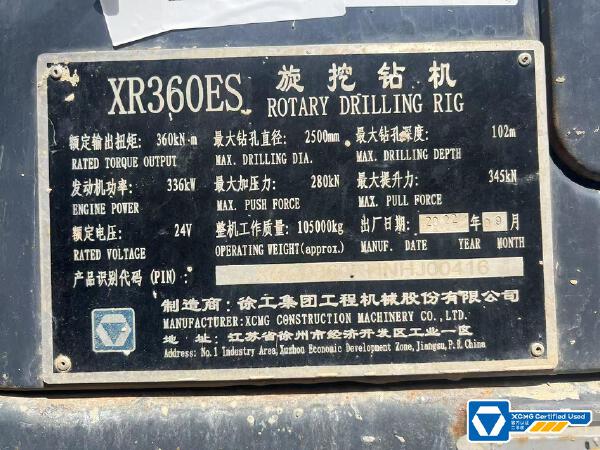 XR360ES 旋挖钻机
ROTARY DRILLING RIG
额定输出扭矩: 360kN·m 最大钻孔直径: 2500mm 最大钻孔深度: 102m
RATED TORQUE OUTPUT MAX. DRILLING DIA. MAX. DRILLING DEPTH
发动机功率: 336kW 最大加压力: 280kN 最大提升力: 345kN
ENGINE POWER MAX. PUSH FORCE MAX. PULL FORCE
额定电压: 24V 整机工作质量: 105000kg 出厂日期: 2022 年 09 月
RATED VOLTAGE OPERATING WEIGHT(approx.) MANUF. DATE YEAR MONTH
产品识别代码 (PIN):
制造商: 徐工集团工程机械股份有限公司
MANUFACTURER:XCMG CONSTRUCTION MACHINERY CO.,LTD.
地 址: 江苏省徐州市经济开发区工业一区
Address: No.1 Industry Area, Xuzhou Economic Development Zone, Jiangsu, P.R.China
XCMG Certified Used